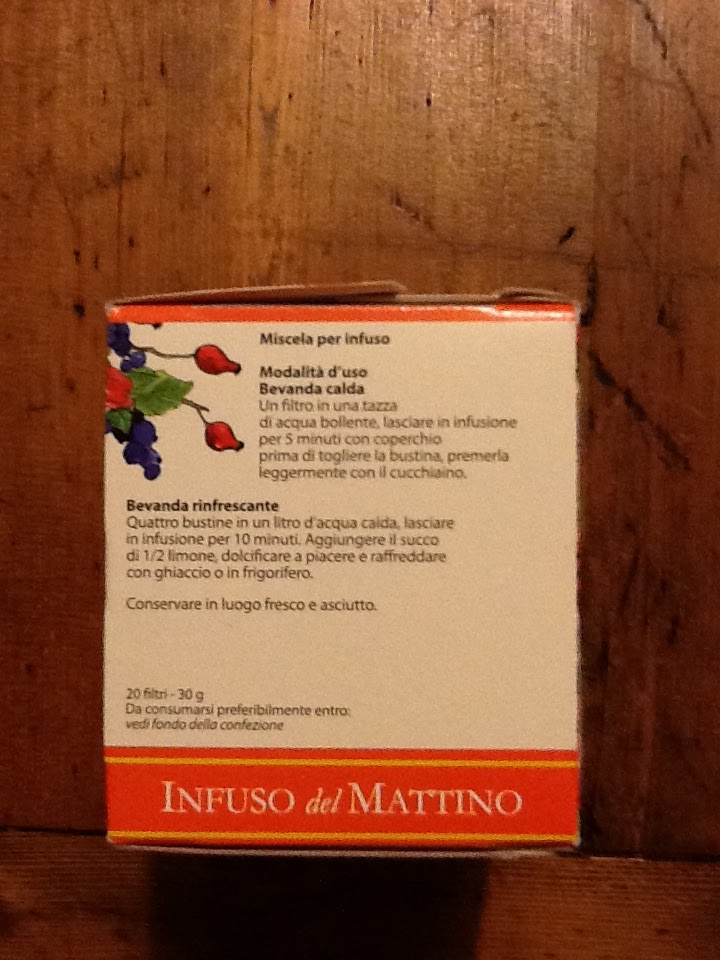 Miscela per infuso
Modalità d'uso
Bevanda calda
Un filtro in una tazza
di acqua bollente, lasciare in infusione
per 5 minuti con coperchio
prima di togliere la bustina, premerla
leggermente con il cucchiaino.
Bevanda rinfrescante
Quattro bustine in un litro d'acqua calda, lasciare
in infusione per 10 minuti. Aggiungere il succo
di 1/2 limone, dolcificare a piacere e raffreddare
con ghiaccio o in frigorifero.
Conservare in luogo fresco e asciutto.
20 filtri - 30 g
Da consumarsi preferibilmente entro:
vedi fondo della confezione
INFUSO del MATTINO